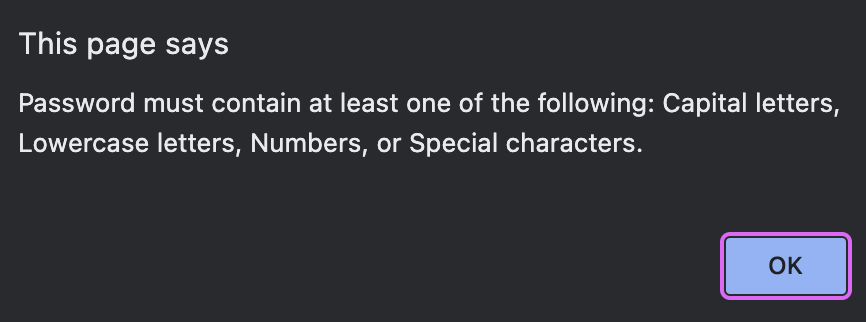 This page says
Password must contain at least one of the following: Capital letters,
Lowercase letters, Numbers, or Special characters.
OK